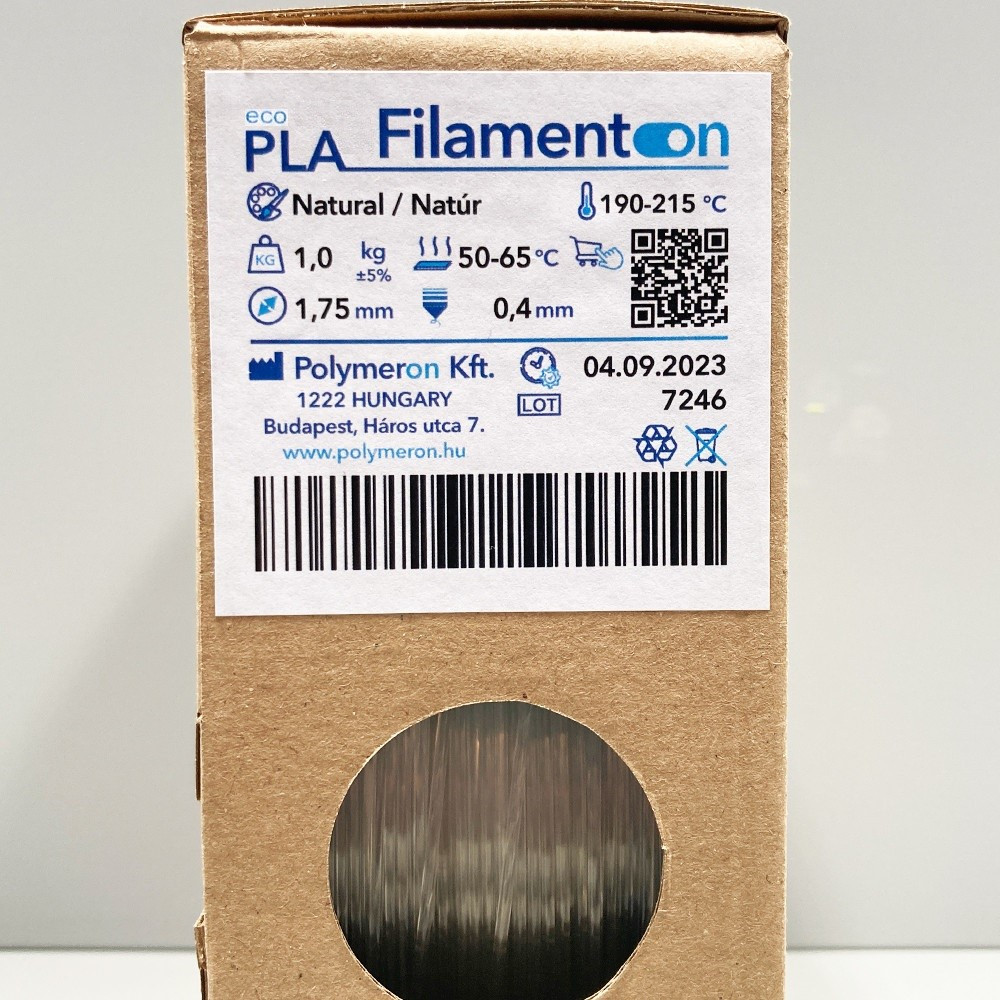 eco
PLA Filamenton
Natural / Natúr 190-215 °C
KG 1,0 kg ±5% 50-65 °C
1,75 mm 0,4 mm
Polymeron Kft. 04.09.2023
1222 HUNGARY LOT 7246
Budapest, Háros utca 7.
www.polymeron.hu